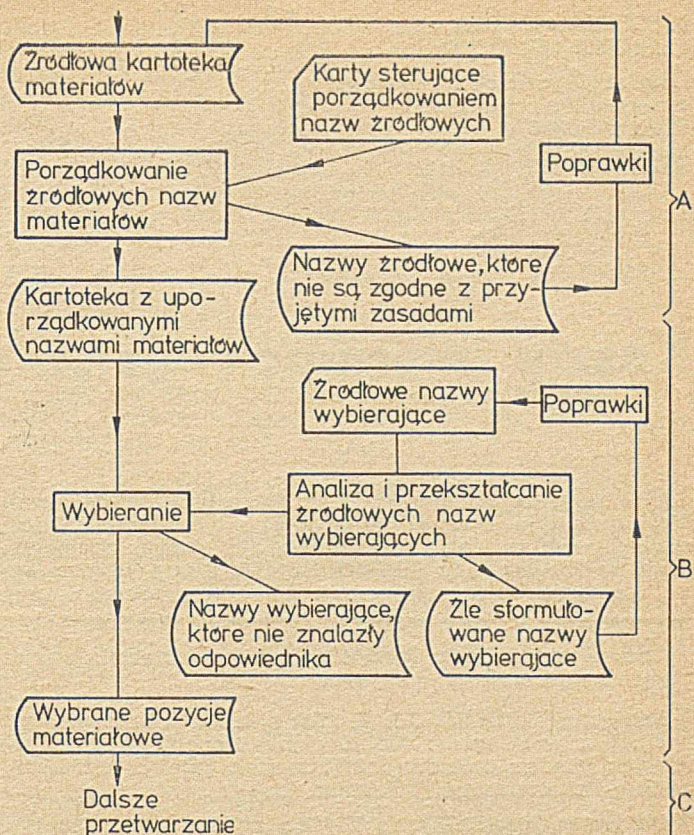 Źródłowa kartoteka
materiałów
Karty sterujące
porządkowaniem
nazw źródłowych
Poprawki
Porządkowanie
źródłowych nazw
materiałów
A
Nazwy źródłowe, które
nie są zgodne z przy-
jętymi zasadami
Kartoteka z upo-
rządkowanymi
nazwami materiałów
Źródłowe nazwy
wybierające
Poprawki
Wybieranie
Analiza i przekształcanie
źródłowych nazw
wybierających
B
Nazwy wybierające,
które nie znalazły
odpowiednika
Źle sformuło-
wane nazwy
wybierające
Wybrane pozycje
materiałowe
Dalsze
przetwarzanie
C